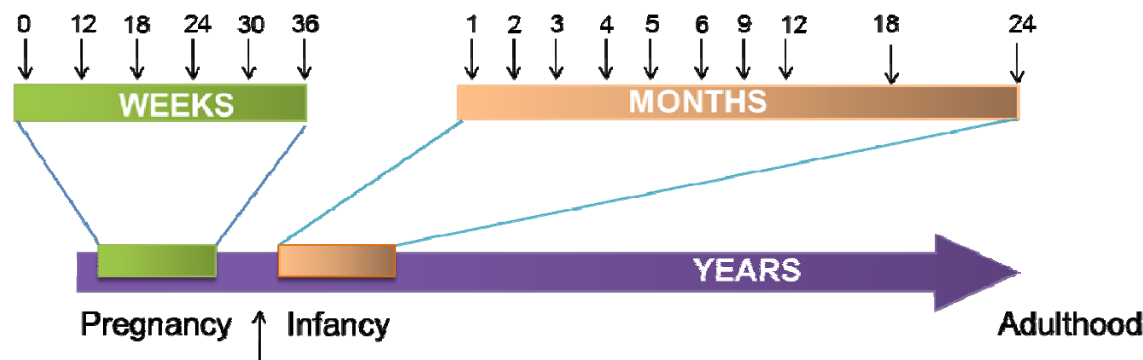 0 12 18 24 30 36 1 2 3 4 5 6 9 12 18 24
WEEKS MONTHS
YEARS
Pregnancy Infancy Adulthood